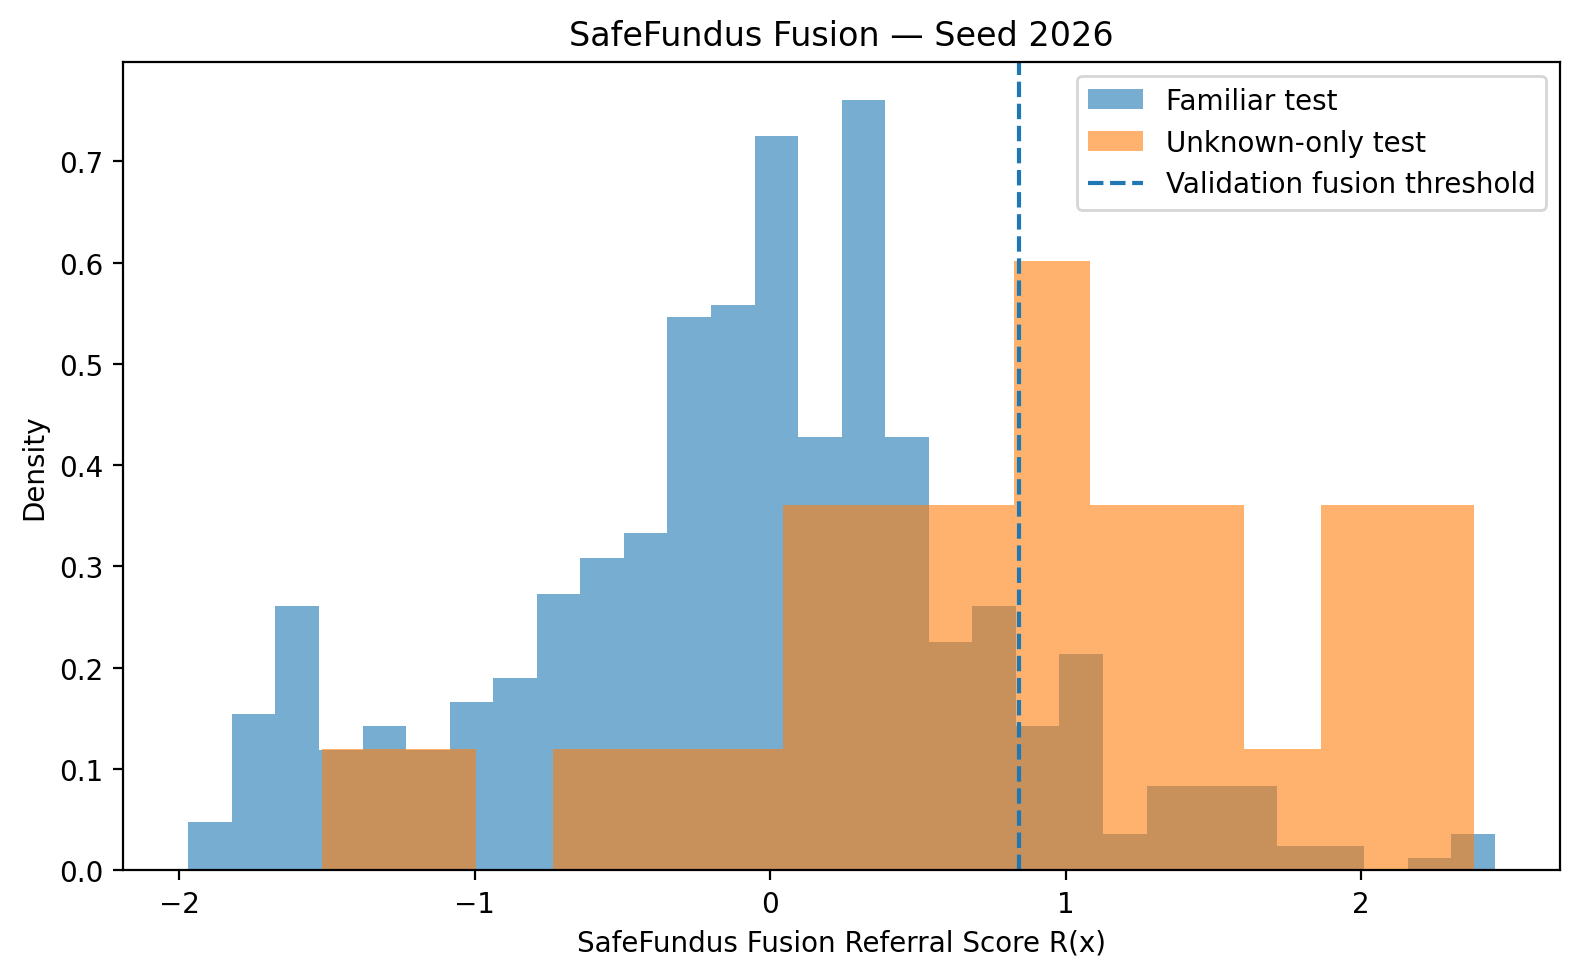 SafeFundus Fusion — Seed 2026
Familiar test
Unknown-only test
Validation fusion threshold
Density
0.7
0.6
0.5
0.4
0.3
0.2
0.1
0.0
−2
−1
0
1
2
SafeFundus Fusion Referral Score R(x)